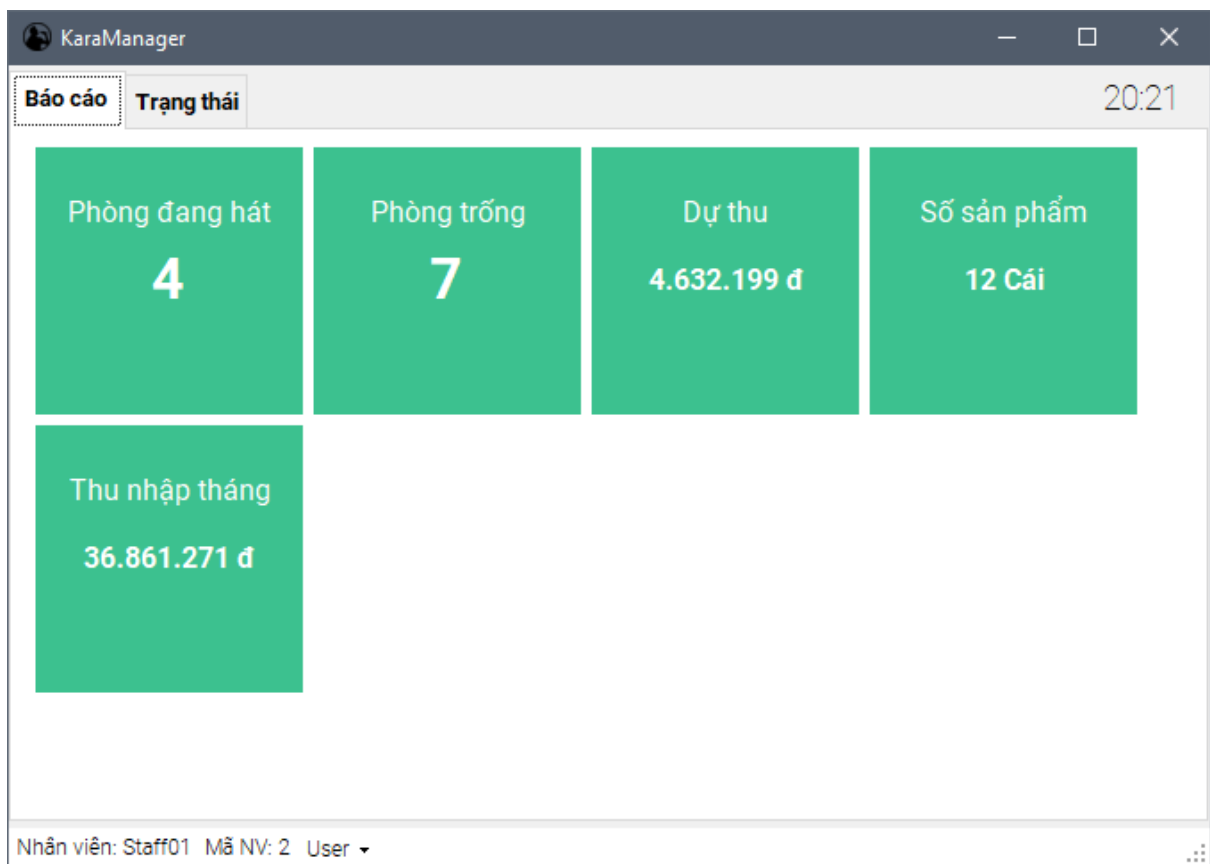 KaraManager
Báo cáo Trạng thái 20:21
Phòng đang hát
4
Phòng trống
7
Dự thu
4.632.199 đ
Số sản phẩm
12 Cái
Thu nhập tháng
36.861.271 đ
Nhân viên: Staff01 Mã NV: 2 User